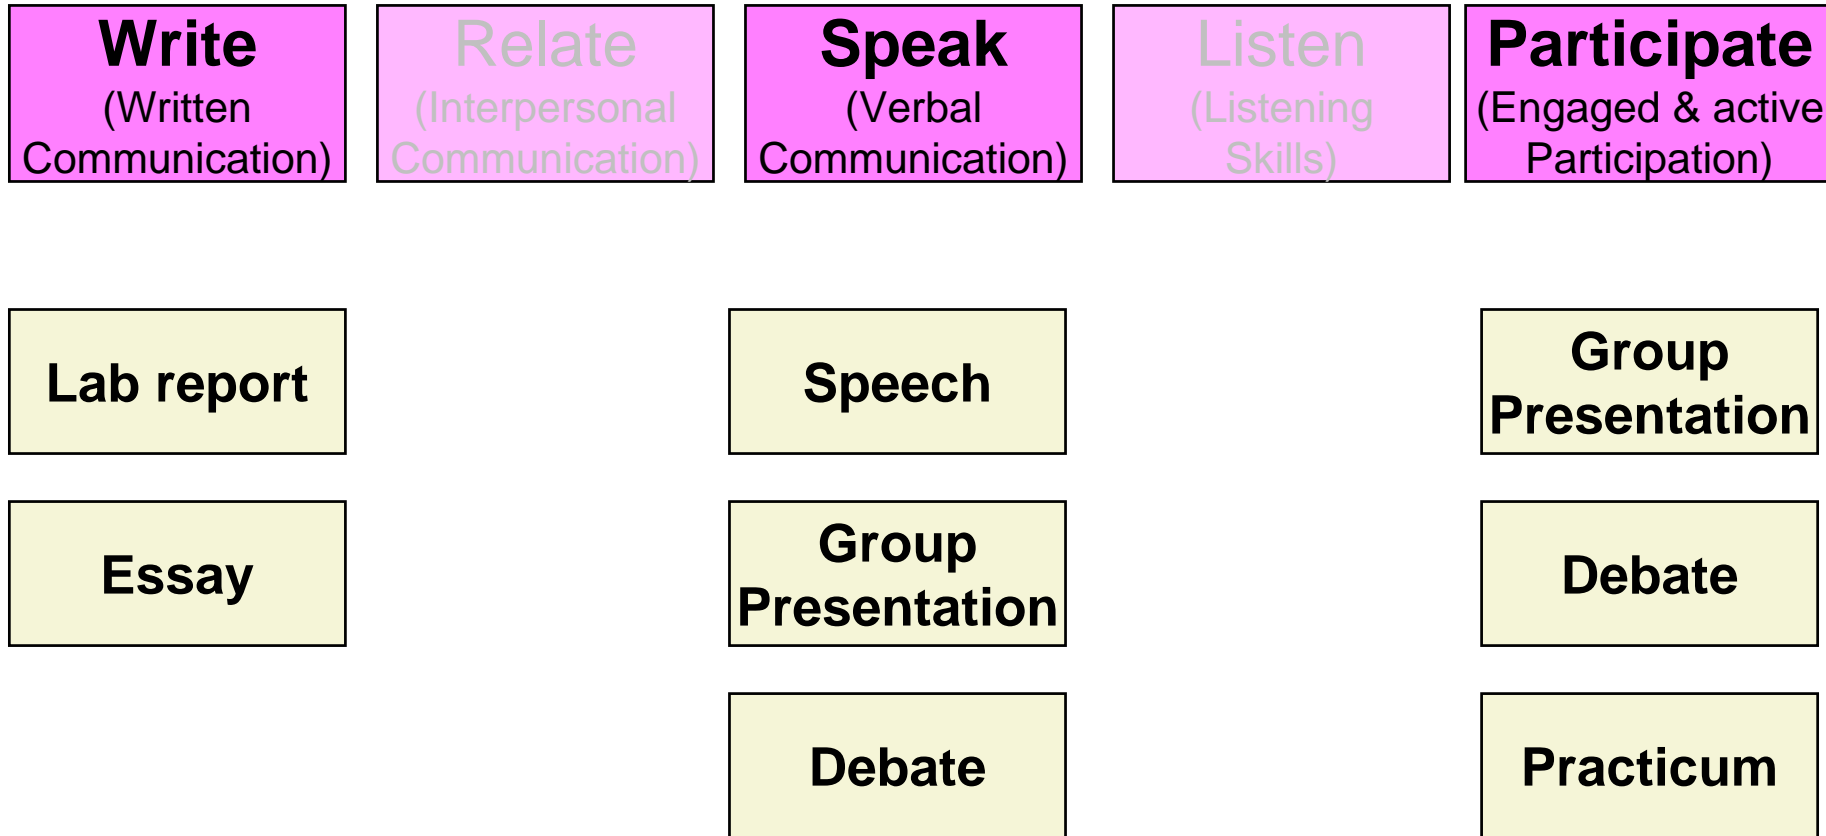 Write
(Written
Communication)
Relate
(Interpersonal
Communication)
Speak
(Verbal
Communication)
Listen
(Listening
Skills)
Participate
(Engaged & active
Participation)
Lab report
Speech
Group
Presentation
Essay
Group
Presentation
Debate
Debate
Practicum